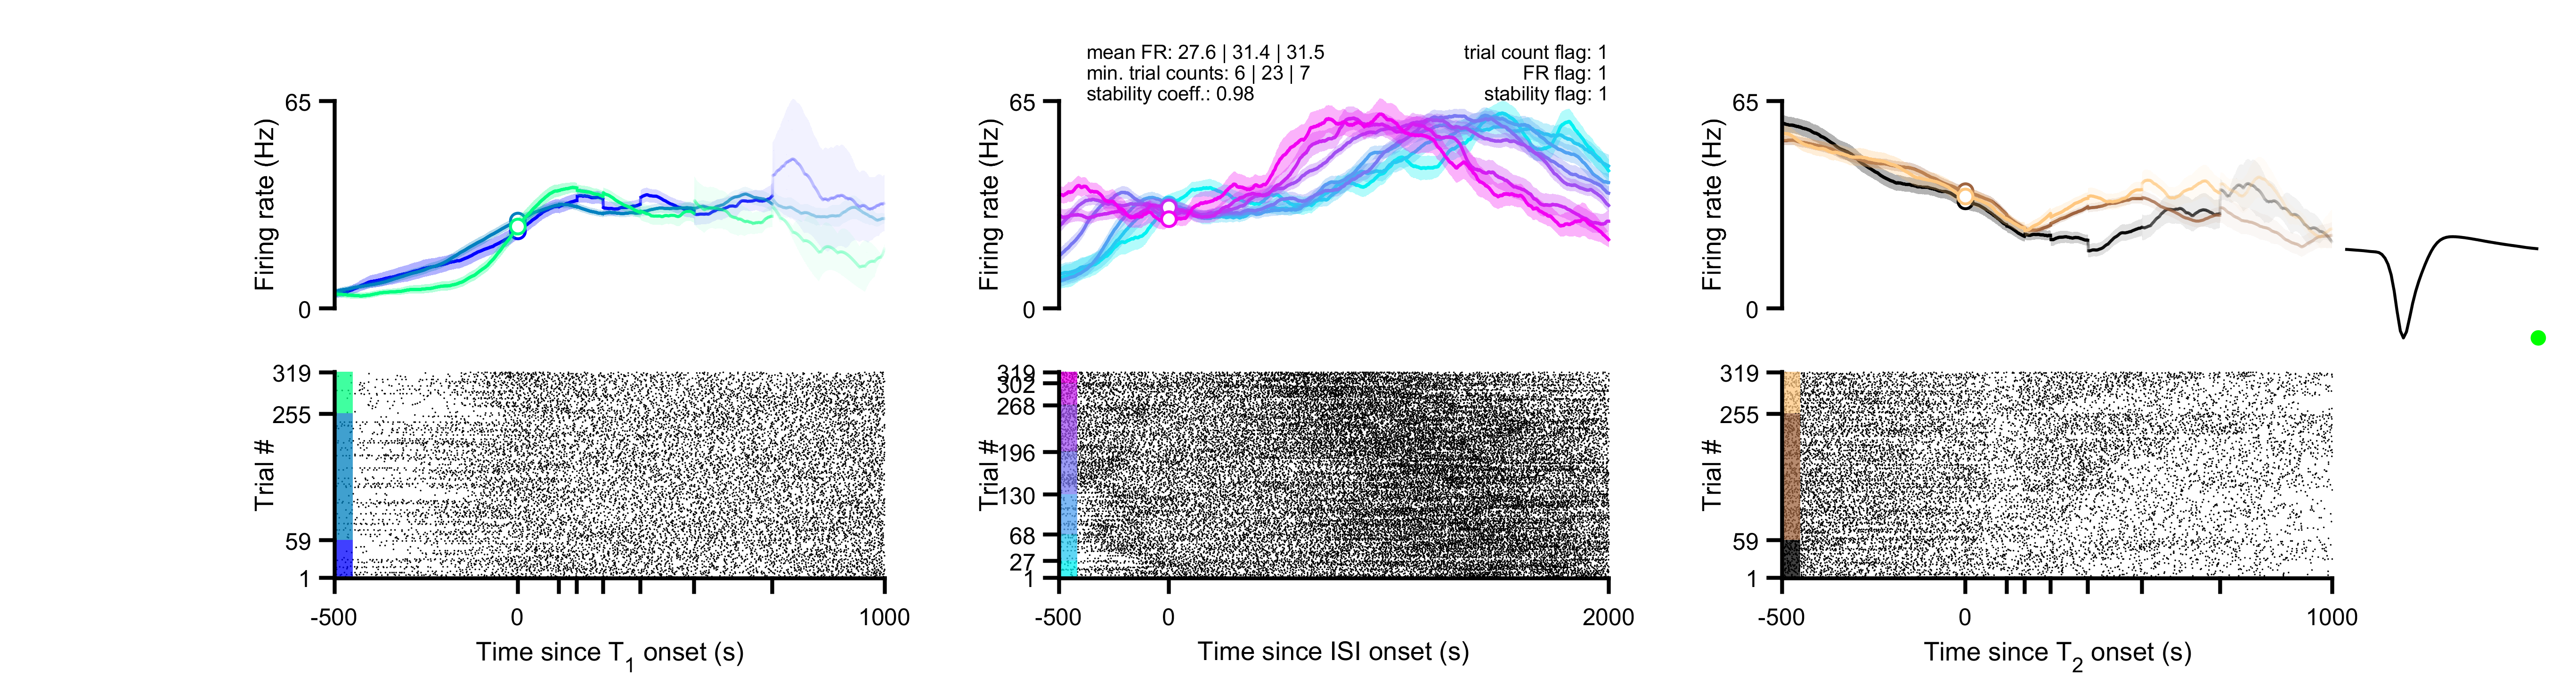 mean FR: 27.6 | 31.4 | 31.5
min. trial counts: 6 | 23 | 7
stability coeff.: 0.98
trial count flag: 1
FR flag: 1
stability flag: 1
65
Firing rate (Hz)
0
65
Firing rate (Hz)
0
65
Firing rate (Hz)
0
319
255
Trial #
59
1
319
302
268
196
Trial #
130
68
27
1
319
255
Trial #
59
1
-500 0 1000
Time since T1 onset (s)
-500 0 2000
Time since ISI onset (s)
-500 0 1000
Time since T2 onset (s)